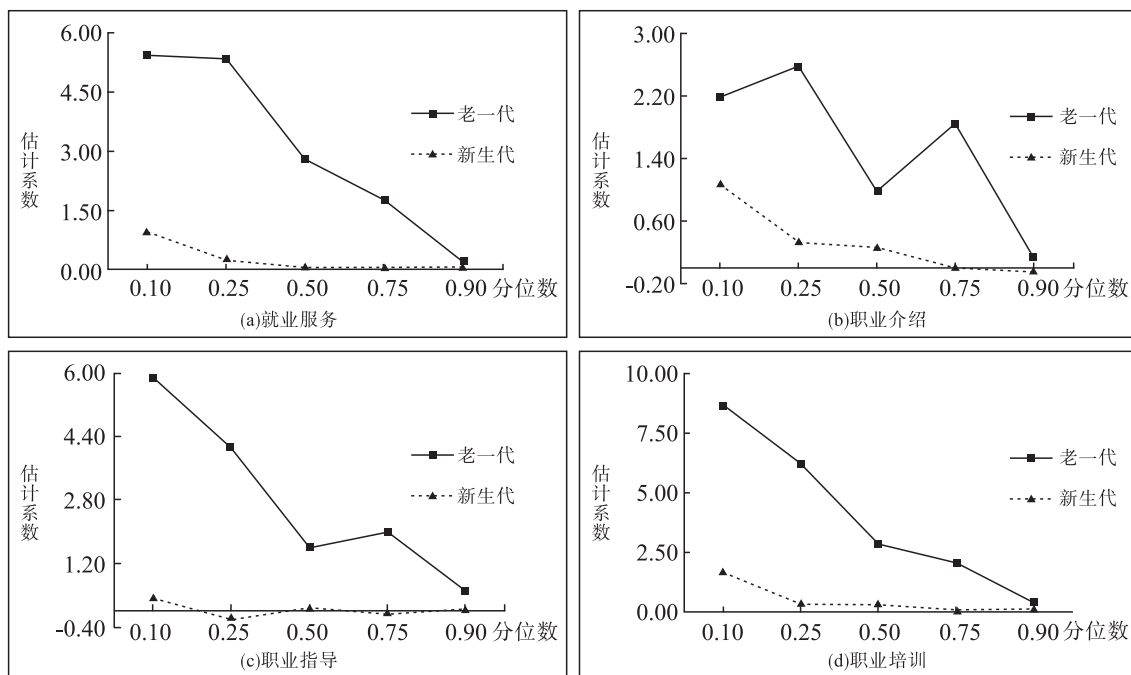 6.00
4.50
3.00
1.50
0.00
估计系数
老一代
新生代
0.10 0.25 0.50 0.75 0.90 分位数
(a)就业服务
3.00
2.20
1.40
0.60
-0.20
估计系数
老一代
新生代
0.10 0.25 0.50 0.75 0.90 分位数
(b)职业介绍
6.00
4.40
2.80
1.20
-0.40
估计系数
老一代
新生代
0.10 0.25 0.50 0.75 0.90 分位数
(c)职业指导
10.00
7.50
5.00
2.50
0.00
估计系数
老一代
新生代
0.10 0.25 0.50 0.75 0.90 分位数
(d)职业培训